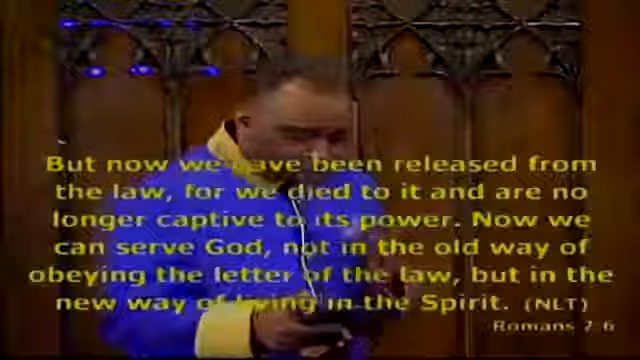 But now we have been released from
the law, for we died to it and are no
longer captive to its power. Now we
can serve God, not in the old way of
obeying the letter of the law, but in the
new way of living in the Spirit. (NLT)
Romans 7:6